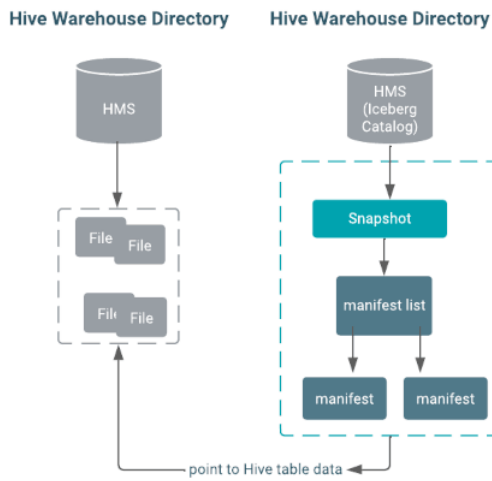 Hive Warehouse Directory
HMS
File
File
File
File
Hive Warehouse Directory
HMS
(Iceberg
Catalog)
Snapshot
manifest list
manifest
manifest
point to Hive table data